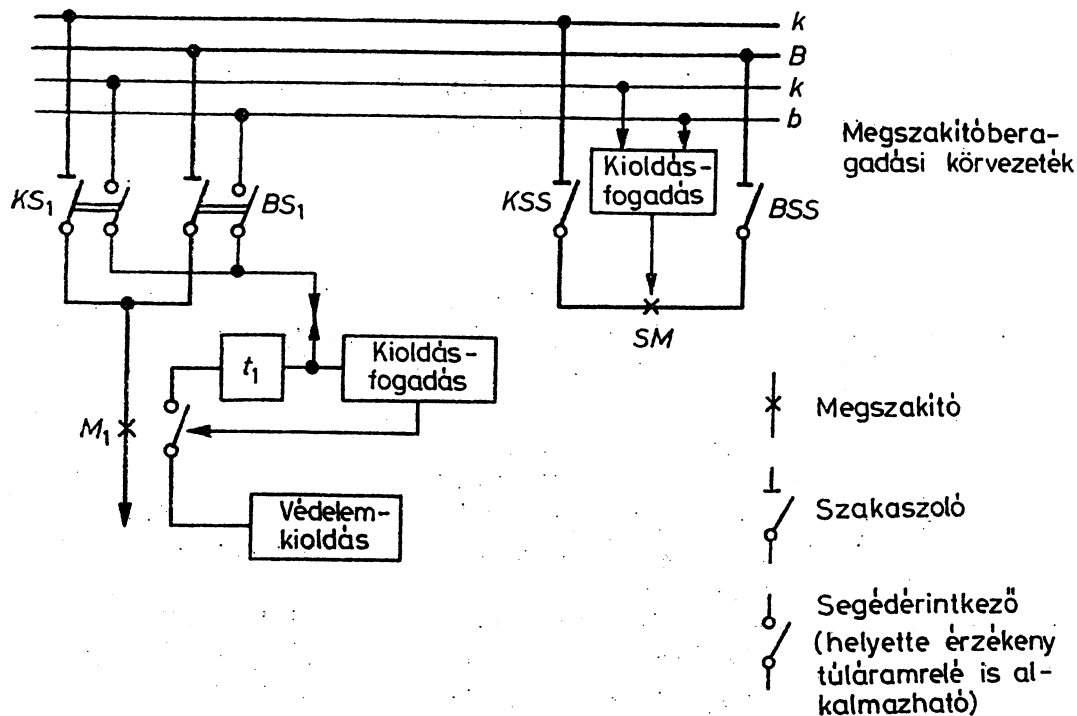 k
B
k
b
Megszakítóbera-
gadási körvezeték
KS1
BS1
KSS
Kioldás-
fogadás
BSS
SM
t1
Kioldás-
fogadás
M1
Védelem-
kioldás
Megszakító
Szakaszoló
Segédérintkező
(helyette érzékeny
túláramrelé is al-
kalmazható)